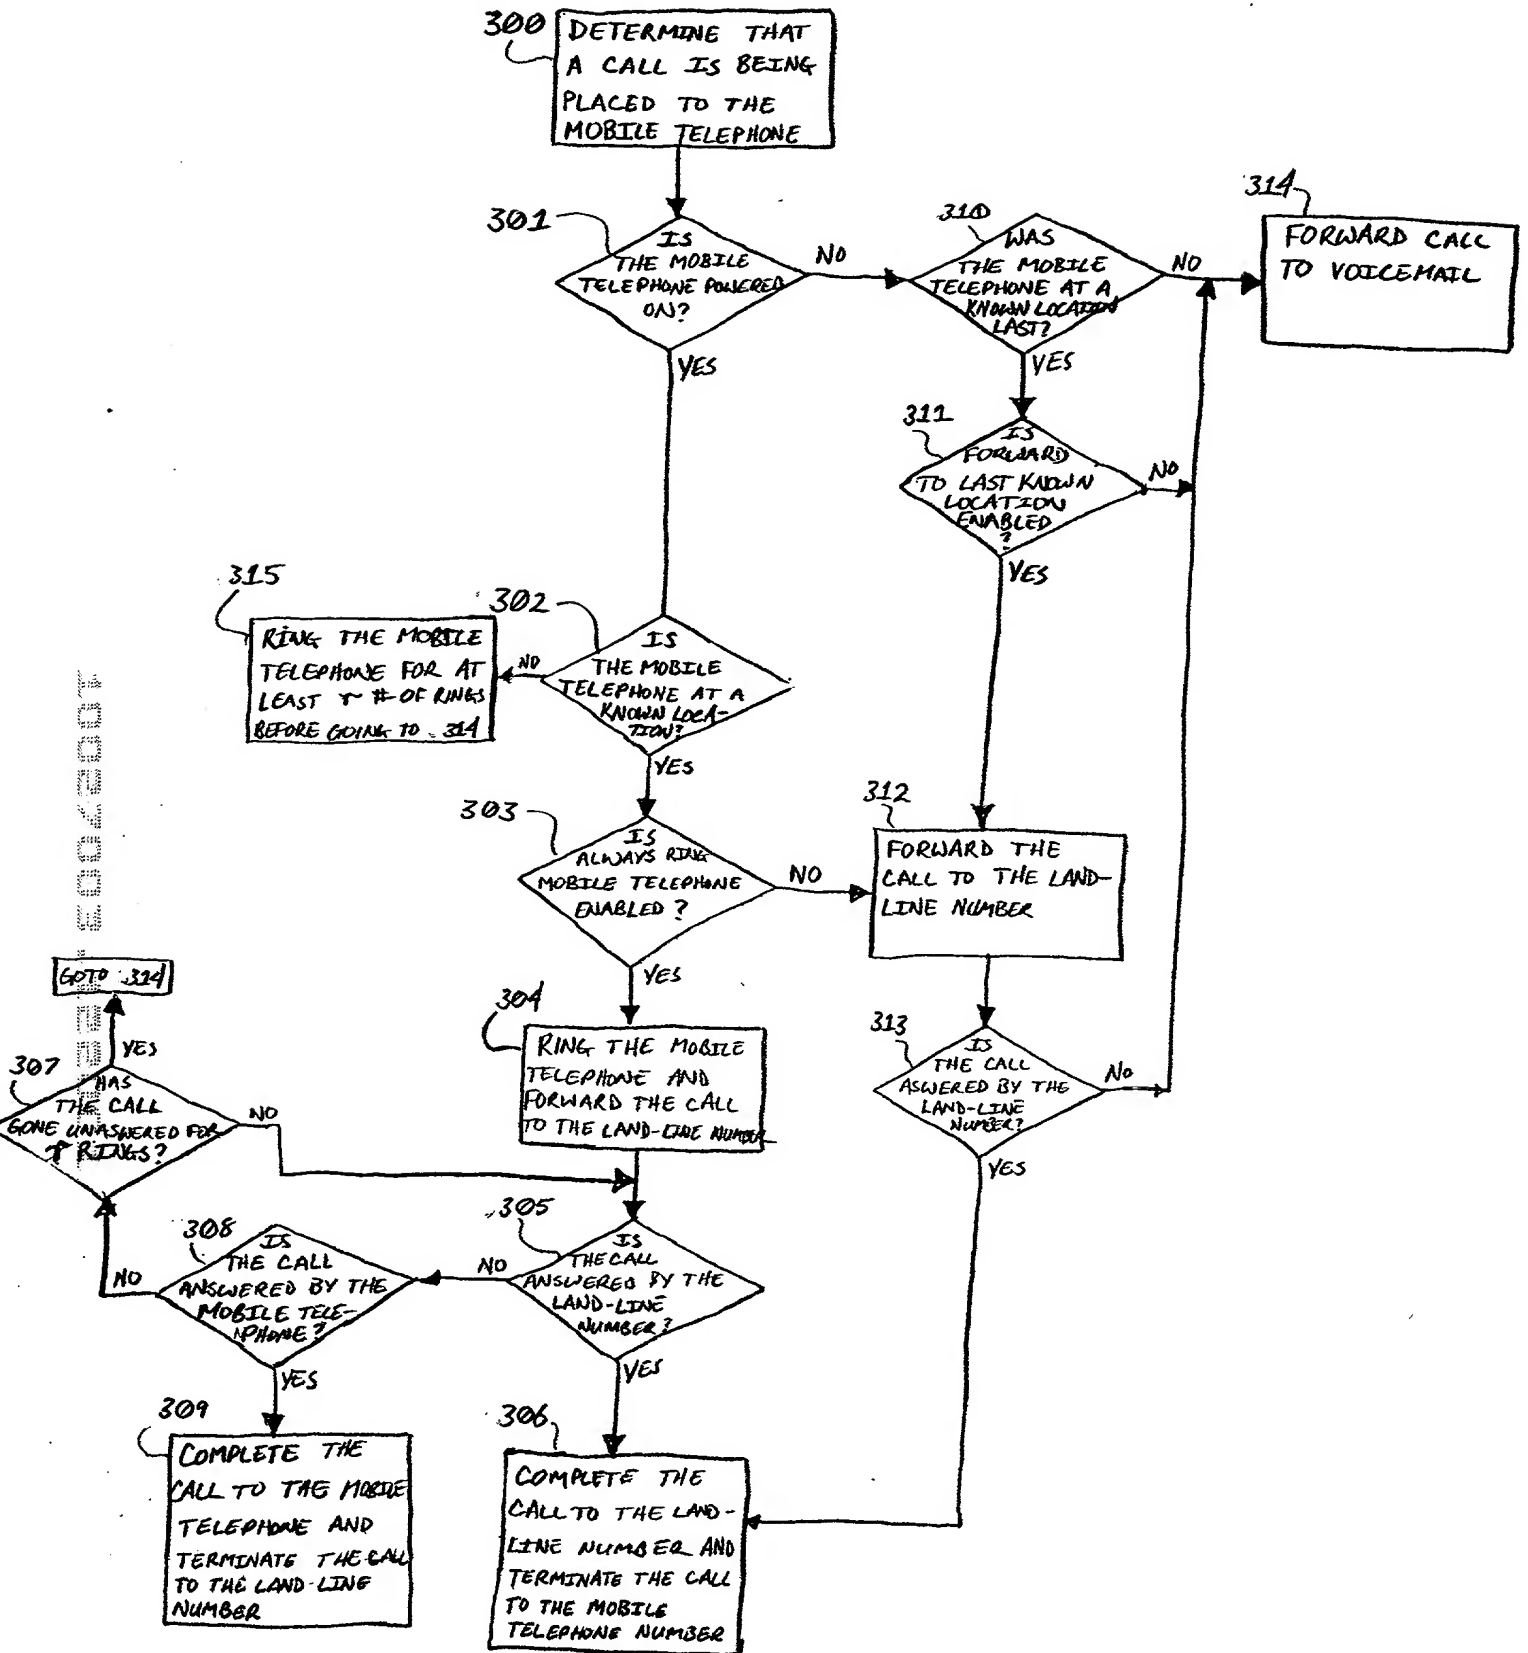 300
DETERMINE THAT
A CALL IS BEING
PLACED TO THE
MOBILE TELEPHONE
301
IS
THE MOBILE
TELEPHONE POWERED
ON?
NO
YES
310
WAS
THE MOBILE
TELEPHONE AT A
KNOWN LOCATION
LAST?
NO
YES
314
FORWARD CALL
TO VOICEMAIL
311
IS
FORWARD
TO LAST KNOWN
LOCATION
ENABLED
?
NO
YES
315
RING THE MOBILE
TELEPHONE FOR AT
LEAST # OF RINGS
BEFORE GOING TO 314
302
IS
THE MOBILE
TELEPHONE AT A
KNOWN LOCA-
TION?
NO
YES
303
IS
ALWAYS RING
MOBILE TELEPHONE
ENABLED?
NO
YES
312
FORWARD THE
CALL TO THE LAND-
LINE NUMBER
304
RING THE MOBILE
TELEPHONE AND
FORWARD THE CALL
TO THE LAND-LINE NUMBER
313
IS
THE CALL
ASWERED BY THE
LAND-LINE
NUMBER?
NO
YES
GOTO 314
YES
307
HAS
THE CALL
GONE UNASWERED FOR
RINGS?
NO
308
IS
THE CALL
ANSWERED BY THE
MOBILE TELE-
PHONE?
NO
YES
305
IS
THE CALL
ANSWERED BY THE
LAND-LINE
NUMBER?
NO
YES
309
COMPLETE THE
CALL TO THE MOBILE
TELEPHONE AND
TERMINATE THE CALL
TO THE LAND-LINE
NUMBER
306
COMPLETE THE
CALL TO THE LAND-
LINE NUMBER AND
TERMINATE THE CALL
TO THE MOBILE
TELEPHONE NUMBER